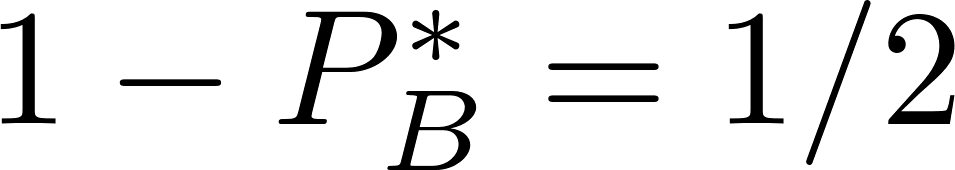 1 − P_B^* = 1/2